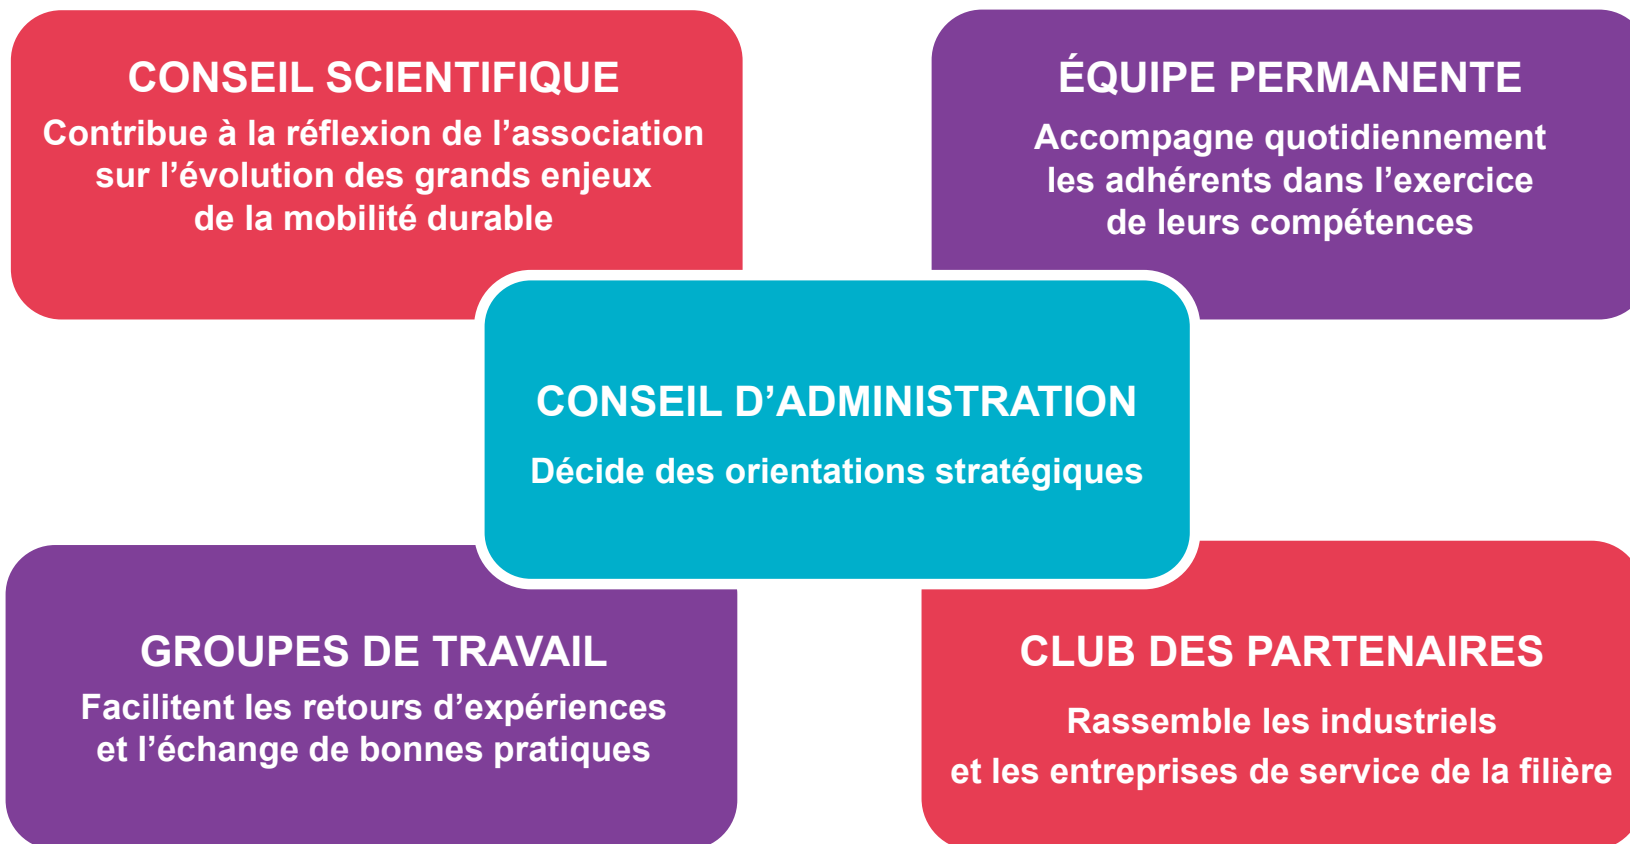 CONSEIL SCIENTIFIQUE
Contribue à la réflexion de l’association
sur l’évolution des grands enjeux
de la mobilité durable
ÉQUIPE PERMANENTE
Accompagne quotidiennement
les adhérents dans l’exercice
de leurs compétences
CONSEIL D’ADMINISTRATION
Décide des orientations stratégiques
GROUPES DE TRAVAIL
Facilitent les retours d’expériences
et l’échange de bonnes pratiques
CLUB DES PARTENAIRES
Rassemble les industriels
et les entreprises de service de la filière